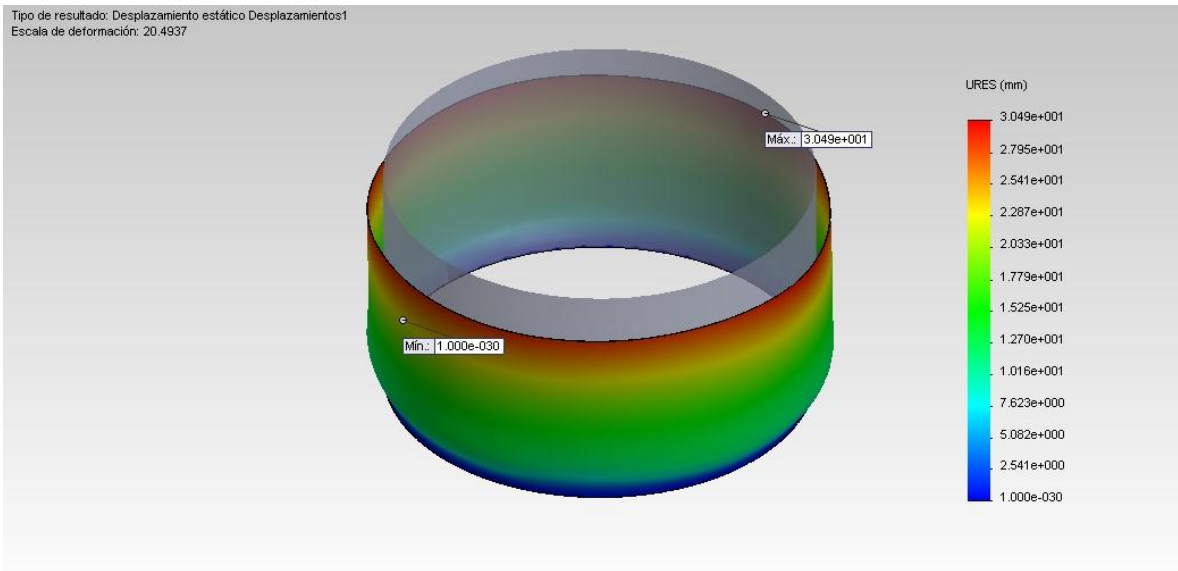 Tipo de resultado: Desplazamiento estático Desplazamientos1
Escala de deformación: 20.4937
URES (mm)
3.049e+001
2.795e+001
2.541e+001
2.287e+001
2.033e+001
1.779e+001
1.525e+001
1.270e+001
1.016e+001
7.623e+000
5.082e+000
2.541e+000
1.000e-030
Máx.: 3.049e+001
Mín.: 1.000e-030